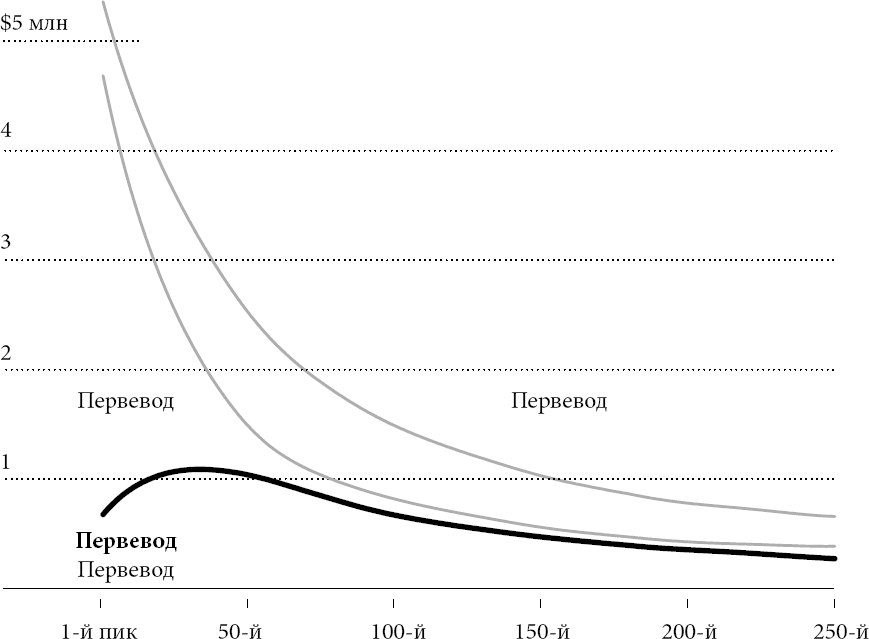 $5 млн
4
3
2
Первевод
Первевод
1
Первевод
Первевод
1-й пик 50-й 100-й 150-й 200-й 250-й